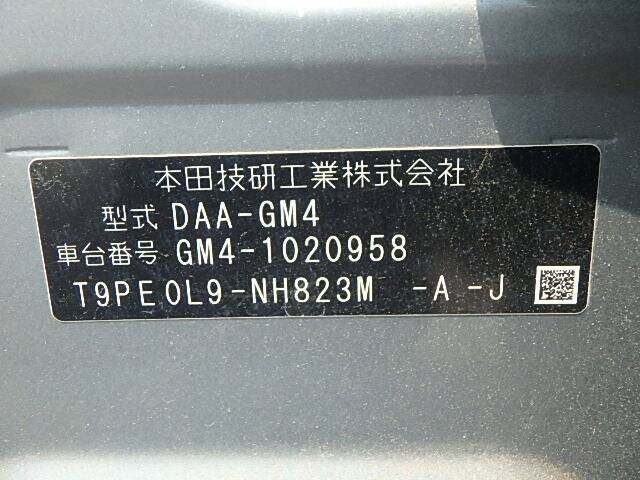 本田技研工業株式会社
型式 DAA-GM4
車台番号 GM4-1020958
T9PE0L9-NH823M -A-J